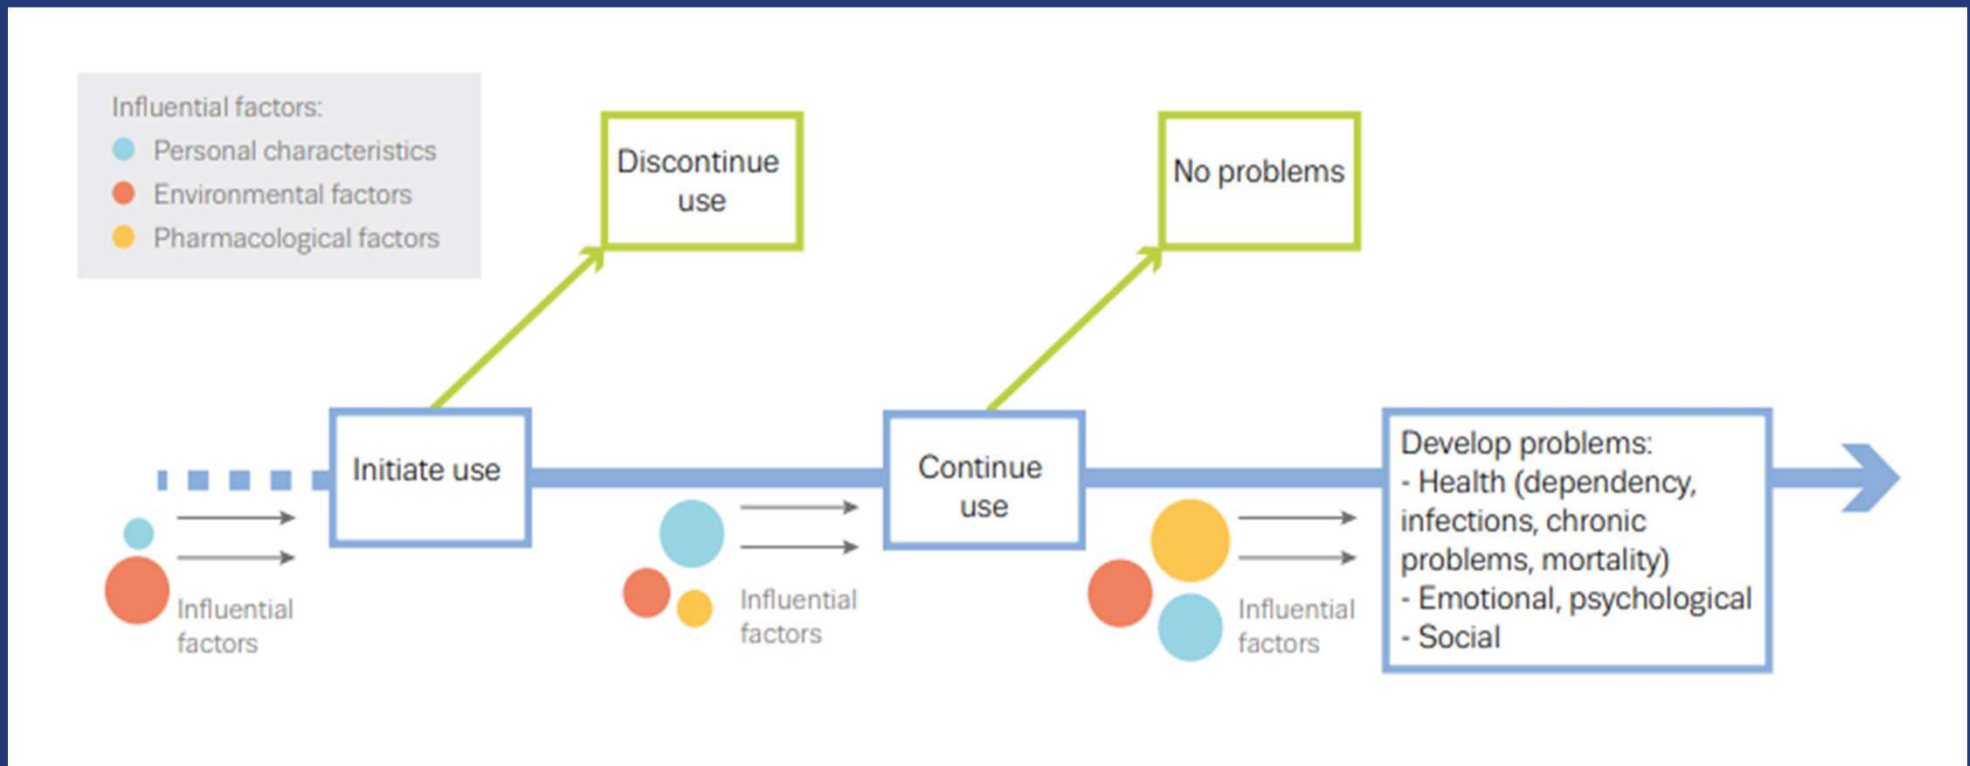 Influential factors:
Personal characteristics
Environmental factors
Pharmacological factors
Discontinue
use
No problems
Initiate use
Continue
use
Develop problems:
- Health (dependency,
infections, chronic
problems, mortality)
- Emotional, psychological
- Social
Influential
factors
Influential
factors
Influential
factors